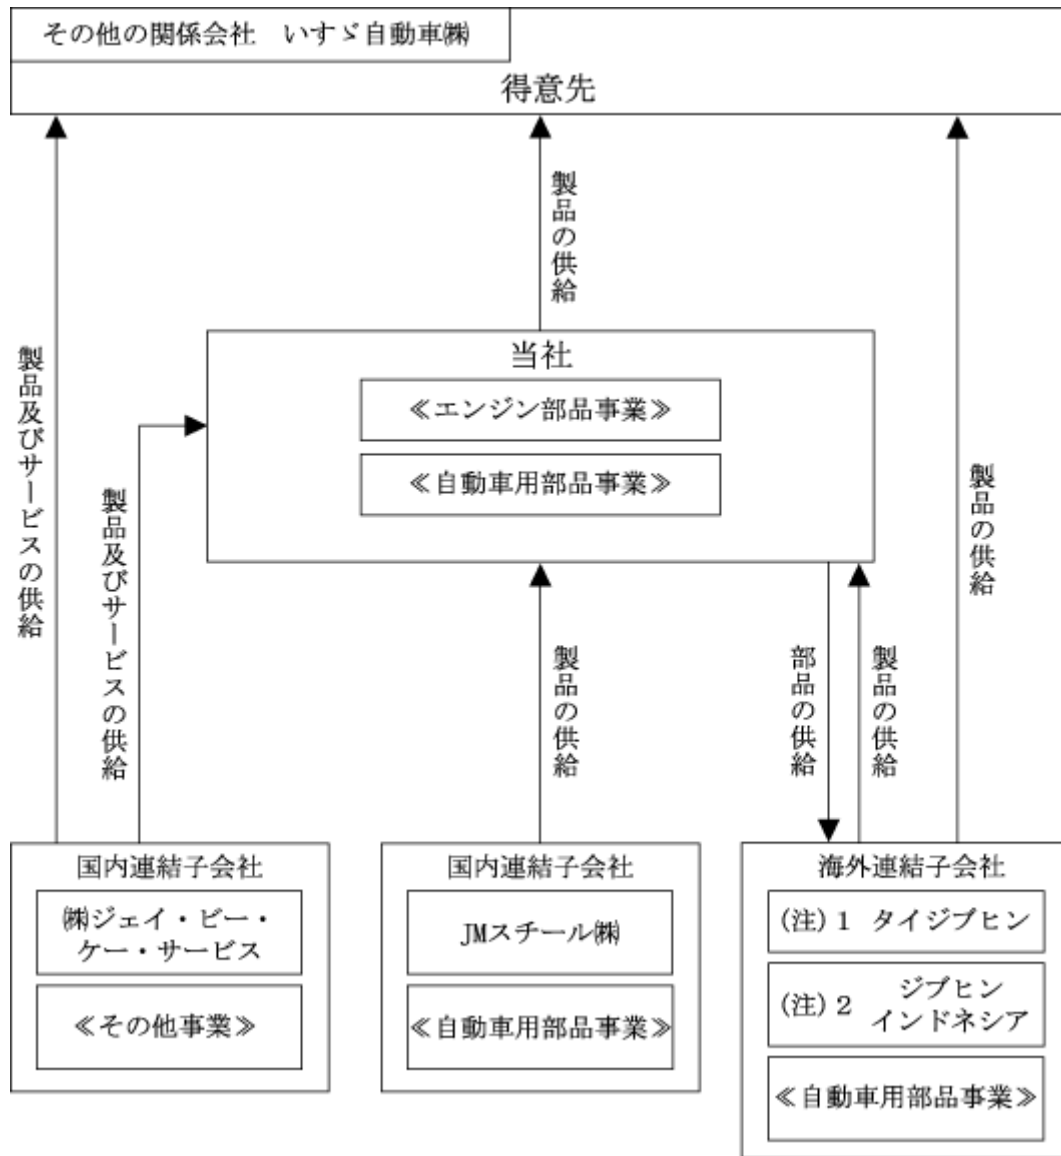 その他の関係会社　いすゞ自動車㈱
得意先
製品の供給
製品及びサービスの供給
製品及びサービスの供給
当社
≪エンジン部品事業≫
≪自動車用部品事業≫
製品の供給
製品の供給
部品の供給
製品の供給
国内連結子会社
㈱ジェイ・ビー・
ケー・サービス
≪その他事業≫
国内連結子会社
JMスチール㈱
≪自動車用部品事業≫
海外連結子会社
(注)1　タイジブヒン
(注)2　ジブヒン
インドネシア
≪自動車用部品事業≫